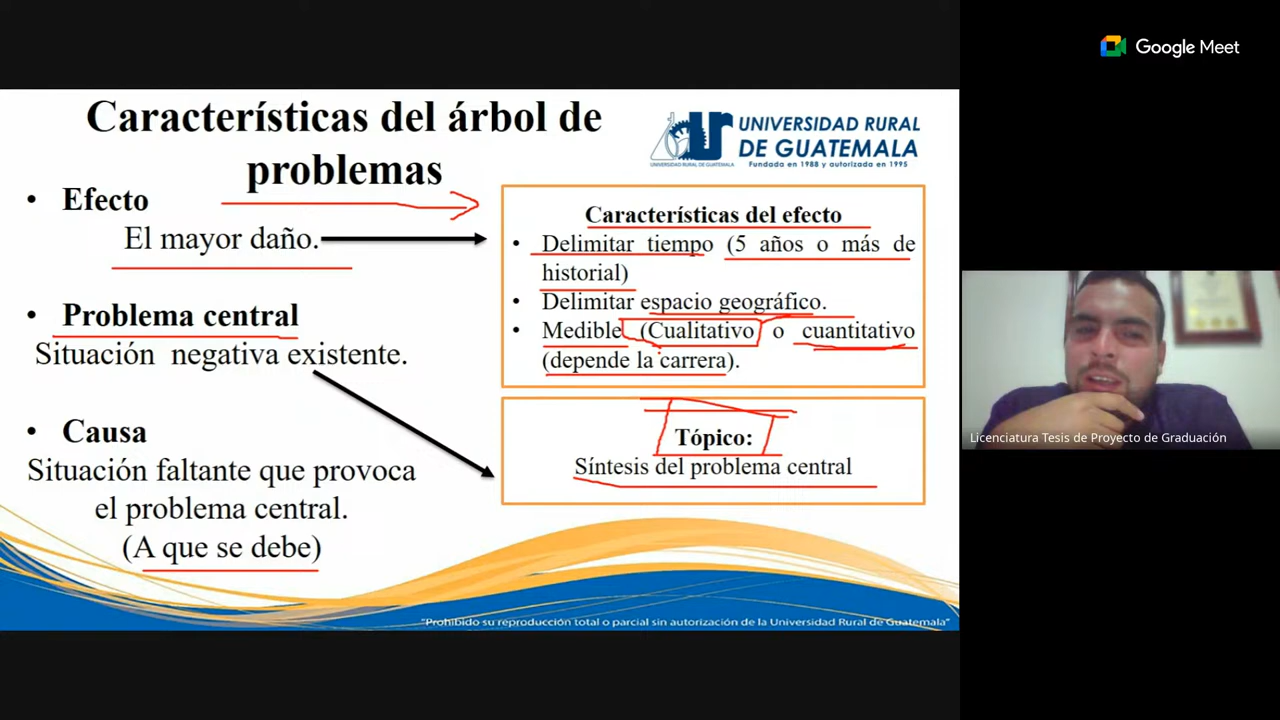 Google Meet
Características del árbol de
problemas
UNIVERSIDAD RURAL
DE GUATEMALA
Fundada en 1988 y autorizada en 1995
UNIVERSIDAD RURAL DE GUATEMALA
• Efecto
El mayor daño.
• Problema central
Situación negativa existente.
• Causa
Situación faltante que provoca
el problema central.
(A que se debe)
Características del efecto
• Delimitar tiempo (5 años o más de
historial)
• Delimitar espacio geográfico.
• Medible (Cualitativo o cuantitativo
(depende la carrera).
Tópico:
Síntesis del problema central
"Prohibido su reproducción total o parcial sin autorización de la Universidad Rural de Guatemala"
Licenciatura Tesis de Proyecto de Graduación